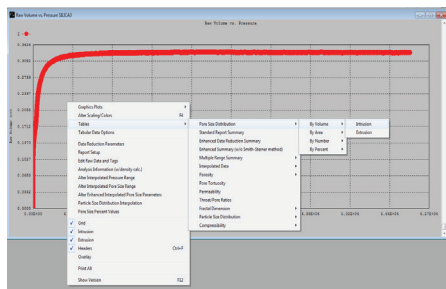 Raw Volume vs. Pressure SILICA3
Raw Volume vs. Pressure
1
Graphics Plots
Alter Scaling/Colors F4
Tables
Tabular Data Options
Data Reduction Parameters
Report Setup
Edit Raw Data and Tags
Analysis Information (w/density calc.)
Alter Interpolated Pressure Range
Alter Interpolated Pore Size Range
Alter Enhanced Interpolated Pore Size Parameters
Particle Size Distribution Interpolation
Pore Size Percent Values
Grid
Intrusion
Extrusion
Headers Ctrl+F
Overlay
Print All
Show Version F12
Pore Size Distribution
Standard Report Summary
Enhanced Data Reduction Summary
Enhanced Summary (w/o Smith-Stermer method)
Multiple Range Summary
Interpolated Data
Porosity
Pore Tortuosity
Permeability
Throat/Pore Ratios
Fractal Dimension
Particle Size Distribution
Compressibility
By Volume
By Area
By Number
By Percent
Intrusion
Extrusion